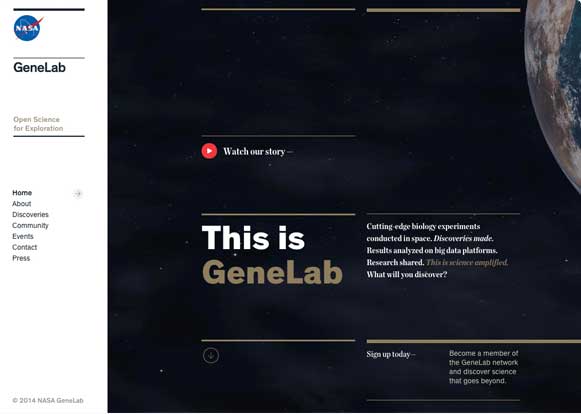 NASA
GeneLab
Open Science
for Exploration
Home
About
Discoveries
Community
Events
Contact
Press
© 2014 NASA GeneLab
Watch our story —
This is
GeneLab
Cutting-edge biology experiments
conducted in space. Discoveries made.
Results analyzed on big data platforms.
Research shared. This is science amplified.
What will you discover?
Sign up today—
Become a member of
the GeneLab network
and discover science
that goes beyond.